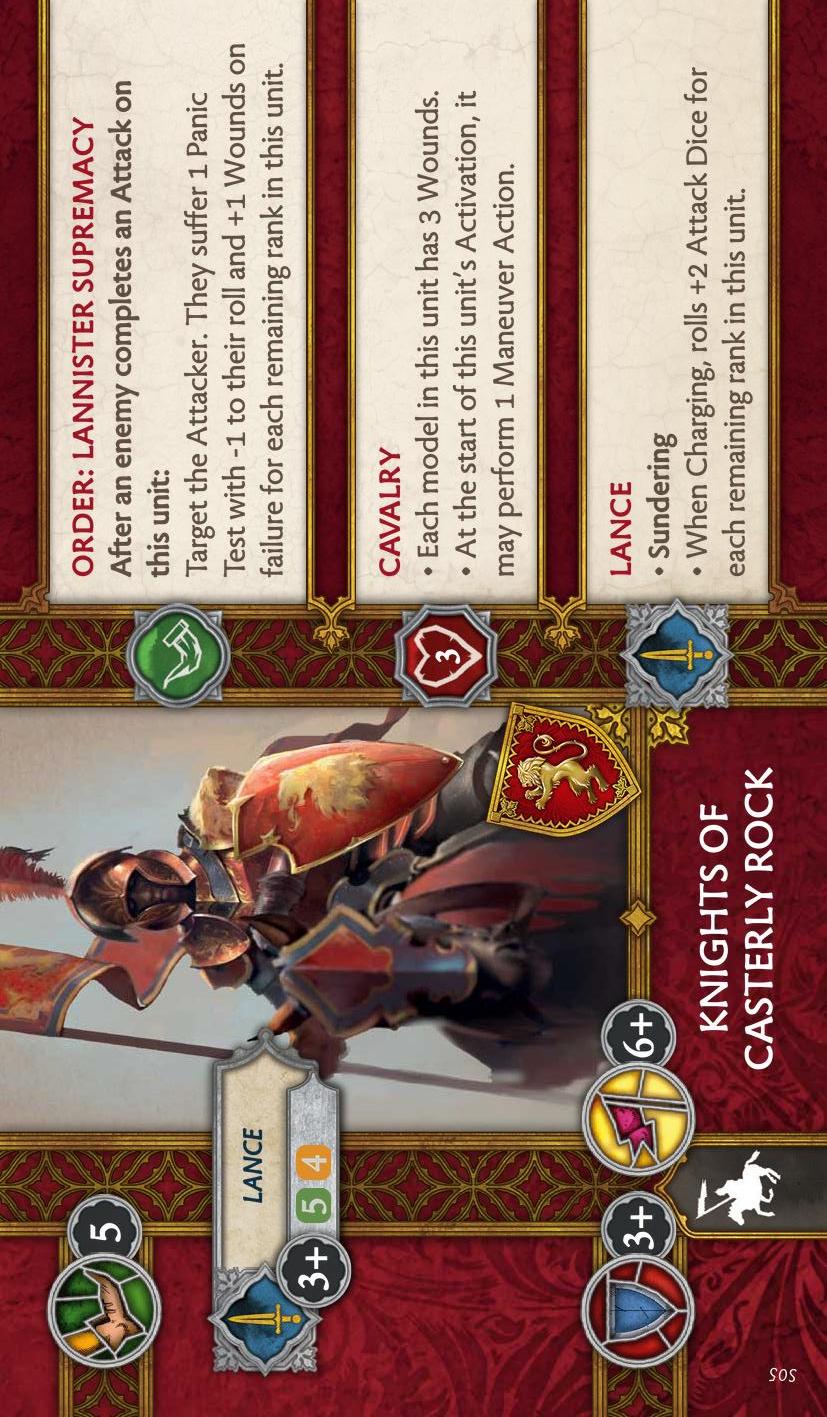 5
LANCE
3+
5 4
3+
6+
KNIGHTS OF
CASTERLY ROCK
ORDER: LANNISTER SUPREMACY
After an enemy completes an Attack on
this unit:
Target the Attacker. They suffer 1 Panic
Test with -1 to their roll and +1 Wounds on
failure for each remaining rank in this unit.
3
CAVALRY
• Each model in this unit has 3 Wounds.
• At the start of this unit's Activation, it
may perform 1 Maneuver Action.
LANCE
• Sundering
• When Charging, rolls +2 Attack Dice for
each remaining rank in this unit.
S05